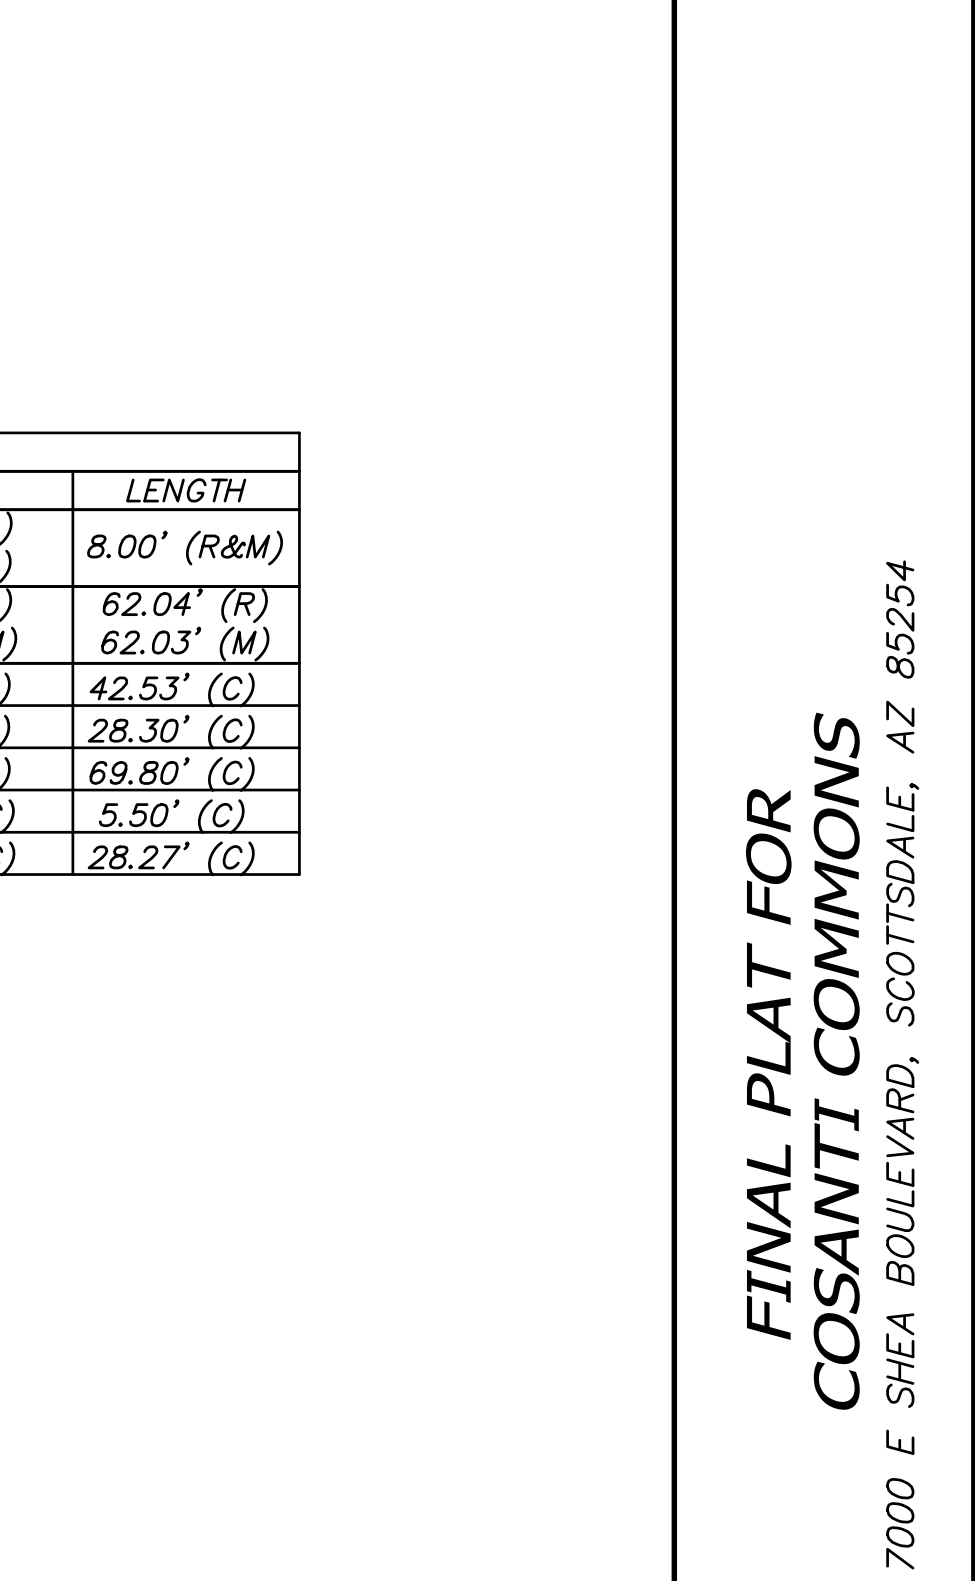 LENGTH
8.00' (R&M)
62.04' (R)
62.03' (M)
42.53' (C)
28.30' (C)
69.80' (C)
5.50' (C)
28.27' (C)
FINAL PLAT FOR
COSANTI COMMONS
7000 E SHEA BOULEVARD, SCOTTSDALE, AZ 85254